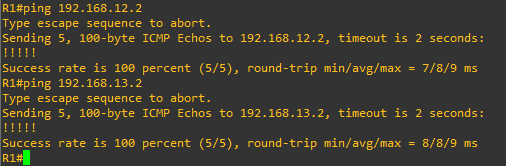 R1#ping 192.168.12.2
Type escape sequence to abort.
Sending 5, 100-byte ICMP Echos to 192.168.12.2, timeout is 2 seconds:
!!!!!
Success rate is 100 percent (5/5), round-trip min/avg/max = 7/8/9 ms
R1#ping 192.168.13.2
Type escape sequence to abort.
Sending 5, 100-byte ICMP Echos to 192.168.13.2, timeout is 2 seconds:
!!!!!
Success rate is 100 percent (5/5), round-trip min/avg/max = 8/8/9 ms
R1#